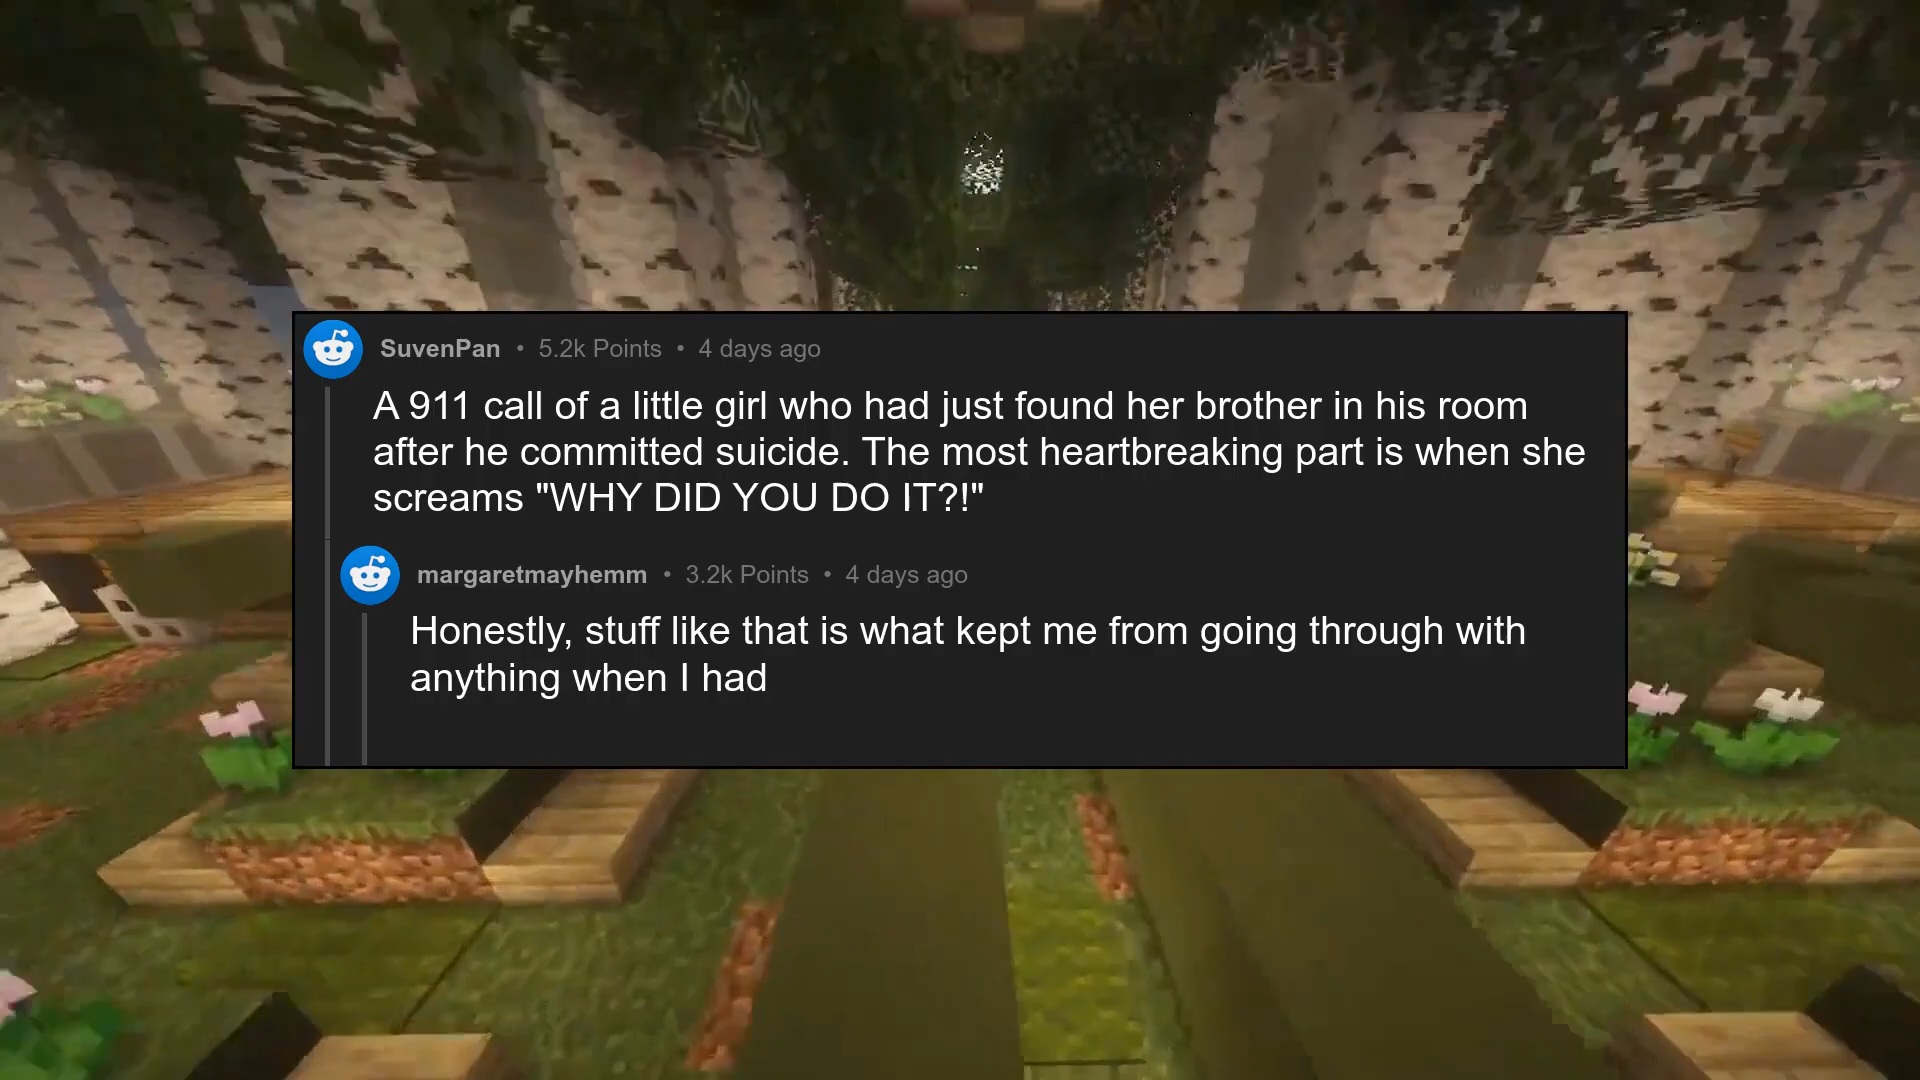 SuvenPan • 5.2k Points • 4 days ago
A 911 call of a little girl who had just found her brother in his room
after he committed suicide. The most heartbreaking part is when she
screams "WHY DID YOU DO IT?!"
margaretmayhemm • 3.2k Points • 4 days ago
Honestly, stuff like that is what kept me from going through with
anything when I had